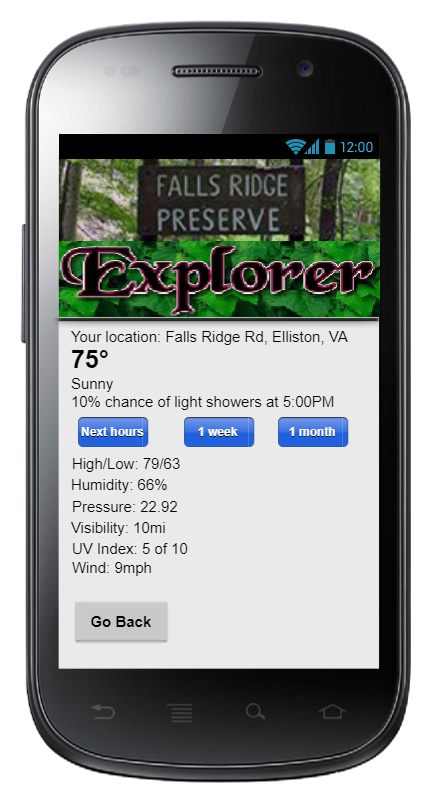 12:00
FALLS RIDGE
PRESERVE
Explorer
Your location: Falls Ridge Rd, Elliston, VA
75°
Sunny
10% chance of light showers at 5:00PM
Next hours 1 week 1 month
High/Low: 79/63
Humidity: 66%
Pressure: 22.92
Visibility: 10mi
UV Index: 5 of 10
Wind: 9mph
Go Back